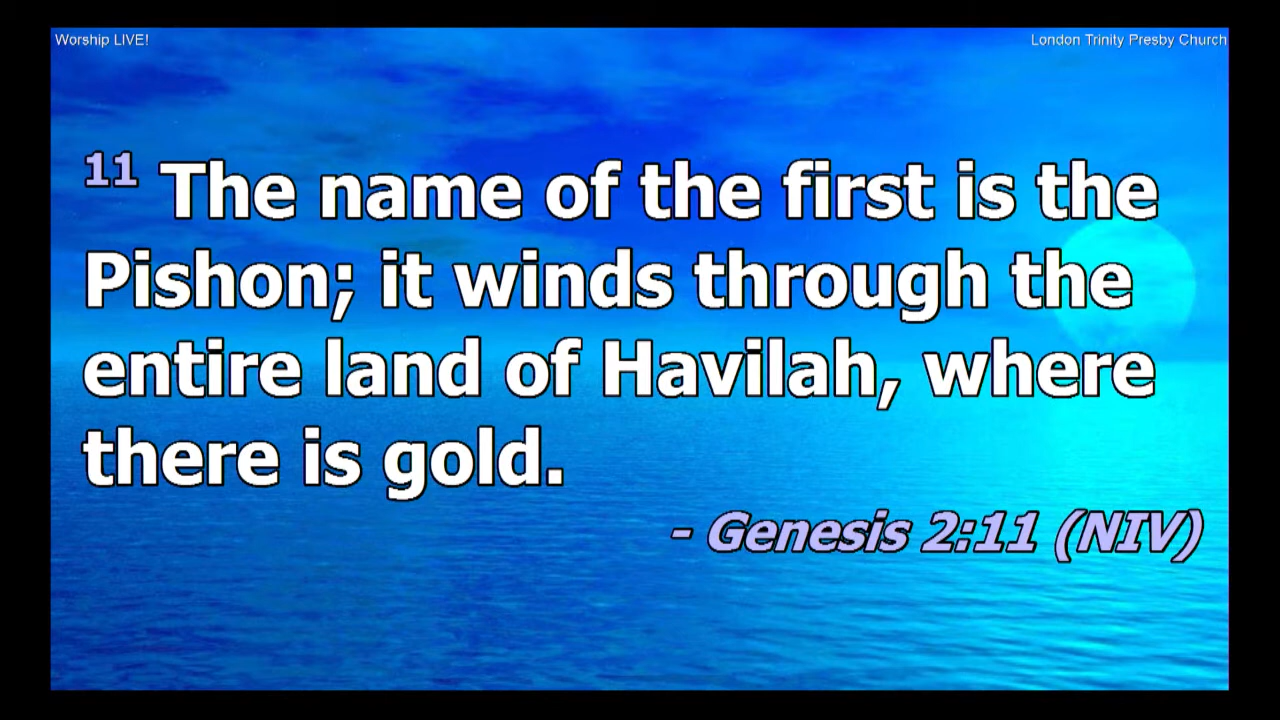 Worship LIVE!
London Trinity Presby Church
11 The name of the first is the
Pishon; it winds through the
entire land of Havilah, where
there is gold.
- Genesis 2:11 (NIV)